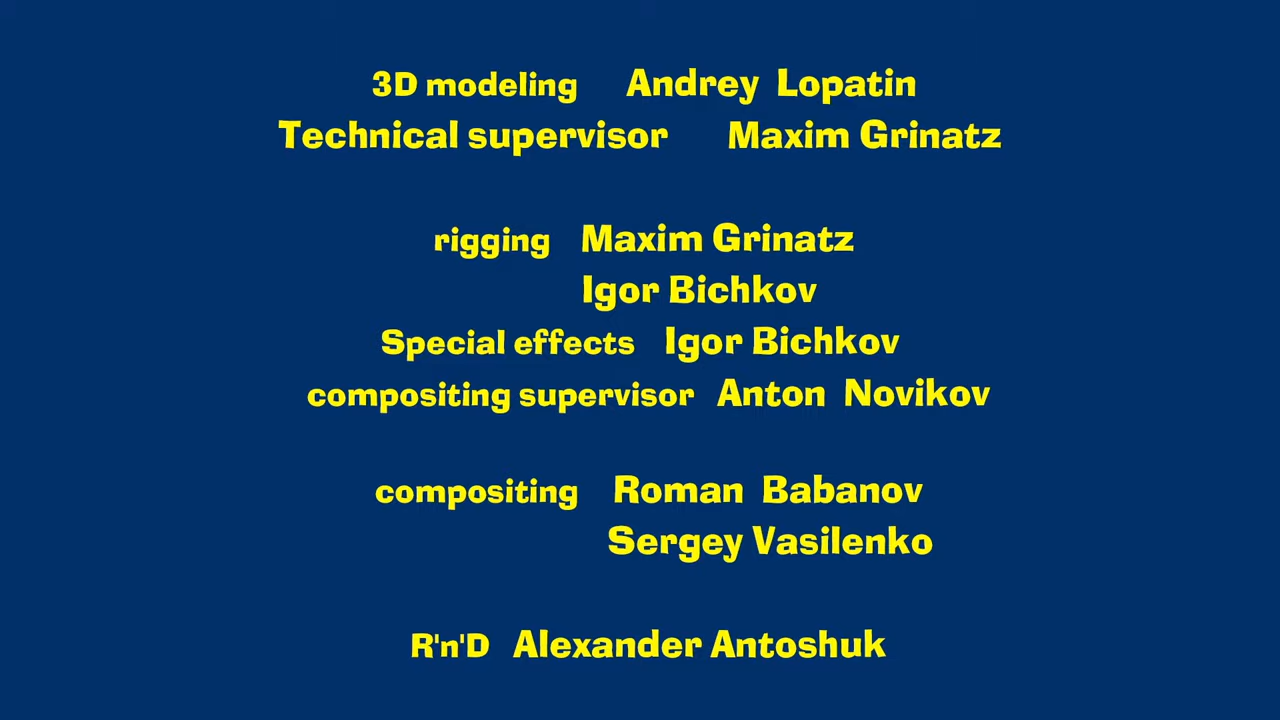 3D modeling Andrey Lopatin
Technical supervisor Maxim Grinatz
rigging Maxim Grinatz
Igor Bichkov
Special effects Igor Bichkov
compositing supervisor Anton Novikov
compositing Roman Babanov
Sergey Vasilenko
R'n'D Alexander Antoshuk